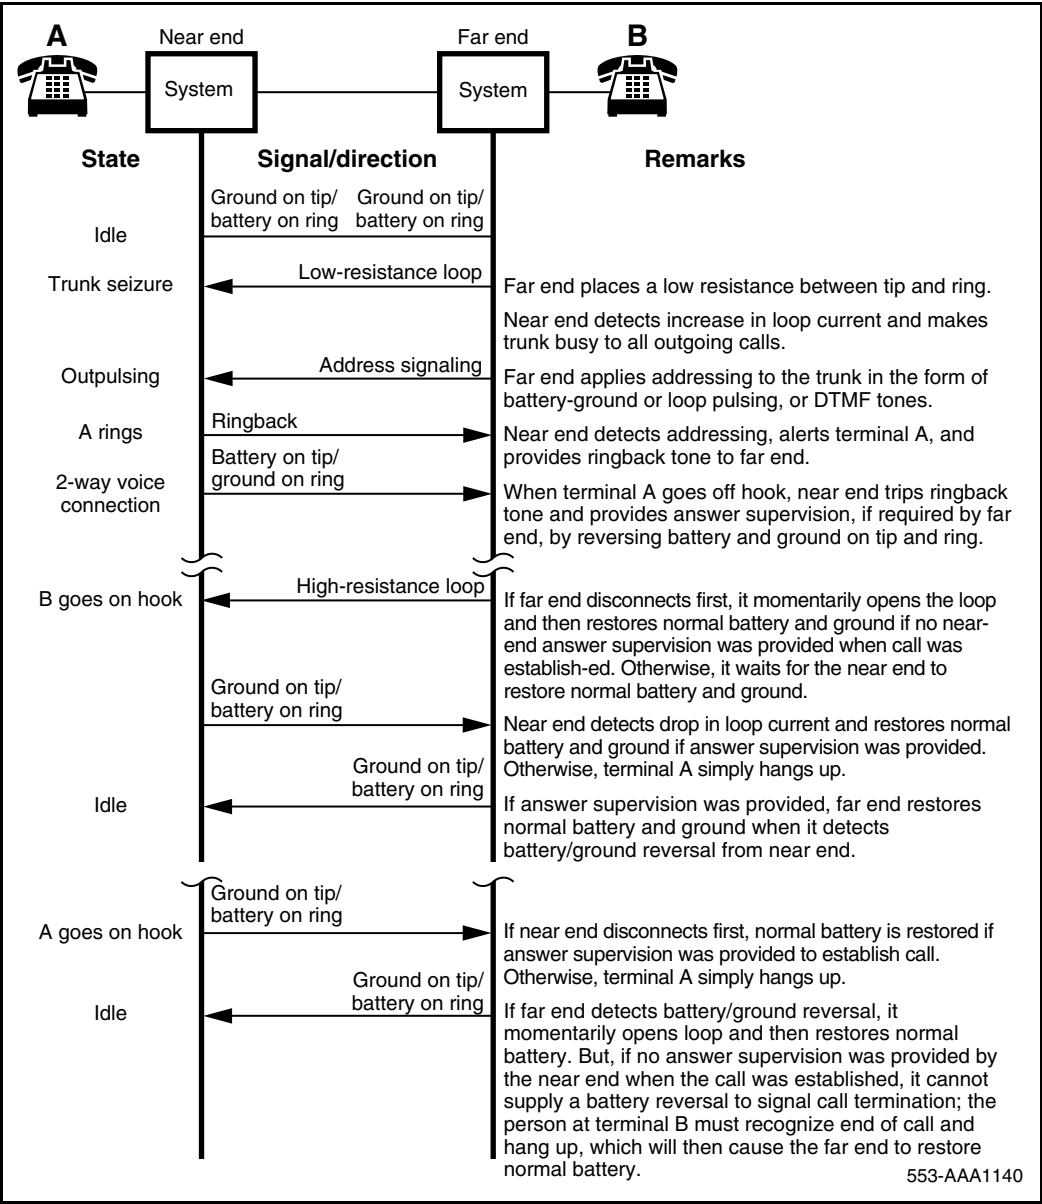 A
Near end
Far end
B
System
System
State
Signal/direction
Remarks
Ground on tip/
battery on ring
Ground on tip/
battery on ring
Idle
Trunk seizure
Low-resistance loop
Far end places a low resistance between tip and ring.
Near end detects increase in loop current and makes
trunk busy to all outgoing calls.
Outpulsing
Address signaling
Far end applies addressing to the trunk in the form of
battery-ground or loop pulsing, or DTMF tones.
A rings
Ringback
Near end detects addressing, alerts terminal A, and
provides ringback tone to far end.
2-way voice
connection
Battery on tip/
ground on ring
When terminal A goes off hook, near end trips ringback
tone and provides answer supervision, if required by far
end, by reversing battery and ground on tip and ring.
B goes on hook
High-resistance loop
If far end disconnects first, it momentarily opens the loop
and then restores normal battery and ground if no near-
end answer supervision was provided when call was
establish-ed. Otherwise, it waits for the near end to
restore normal battery and ground.
Ground on tip/
battery on ring
Near end detects drop in loop current and restores normal
battery and ground if answer supervision was provided.
Otherwise, terminal A simply hangs up.
Idle
Ground on tip/
battery on ring
If answer supervision was provided, far end restores
normal battery and ground when it detects
battery/ground reversal from near end.
A goes on hook
Ground on tip/
battery on ring
If near end disconnects first, normal battery is restored if
answer supervision was provided to establish call.
Otherwise, terminal A simply hangs up.
Idle
Ground on tip/
battery on ring
If far end detects battery/ground reversal, it
momentarily opens loop and then restores normal
battery. But, if no answer supervision was provided by
the near end when the call was established, it cannot
supply a battery reversal to signal call termination; the
person at terminal B must recognize end of call and
hang up, which will then cause the far end to restore
normal battery.
553-AAA1140